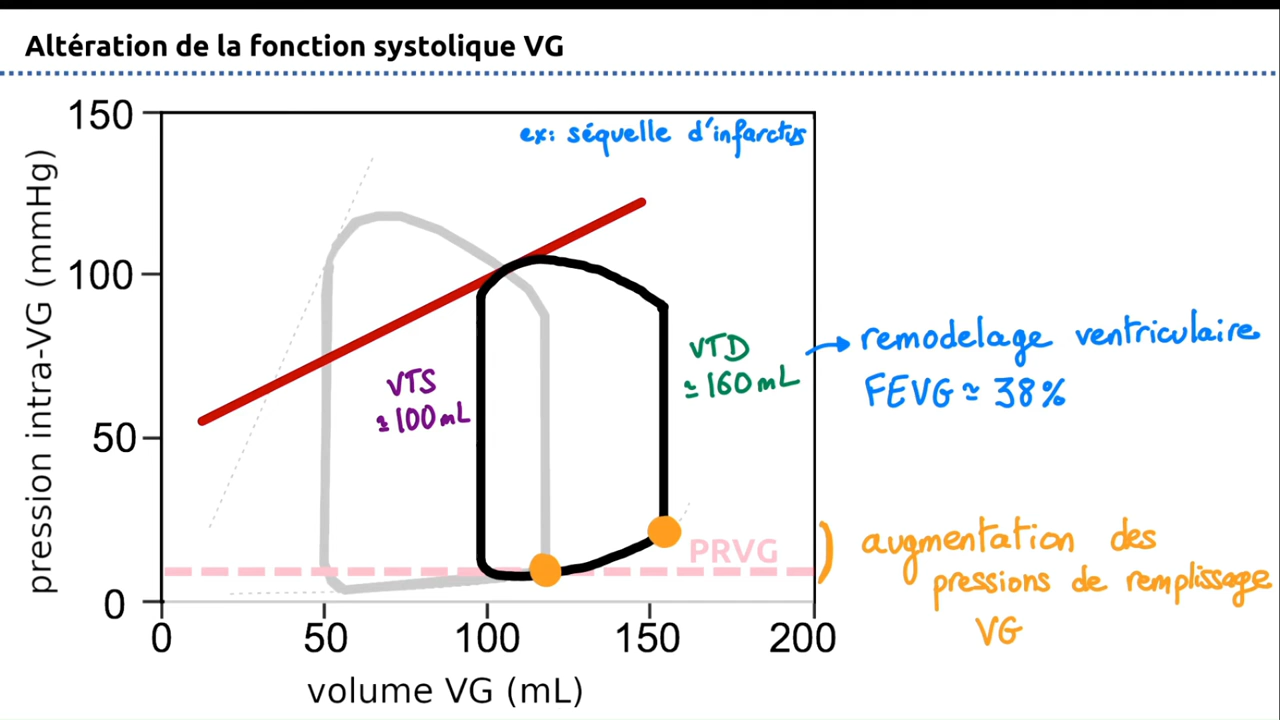 Altération de la fonction systolique VG
150
100
50
0
pression intra-VG (mmHg)
ex: séquelle d'infarctus
VTS
≃100mL
VTD
≃160mL
remodelage ventriculaire
FEVG ≃ 38%
PRVG
augmentation des
pressions de remplissage
VG
0 50 100 150 200
volume VG (mL)